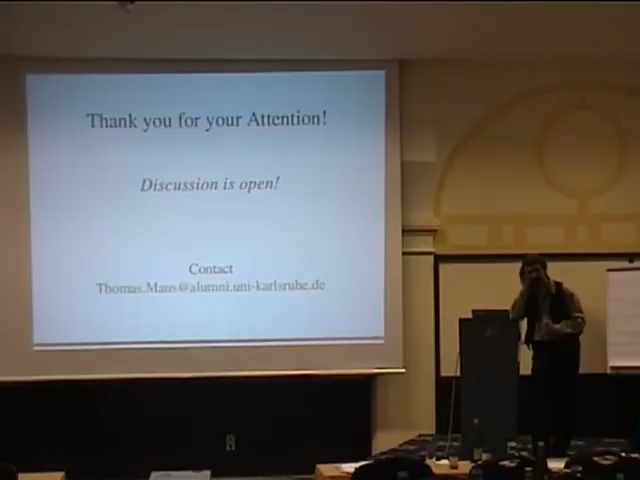 Thank you for your Attention!
Discussion is open!
Contact
Thomas.Maus@alumni.uni-karlsruhe.de